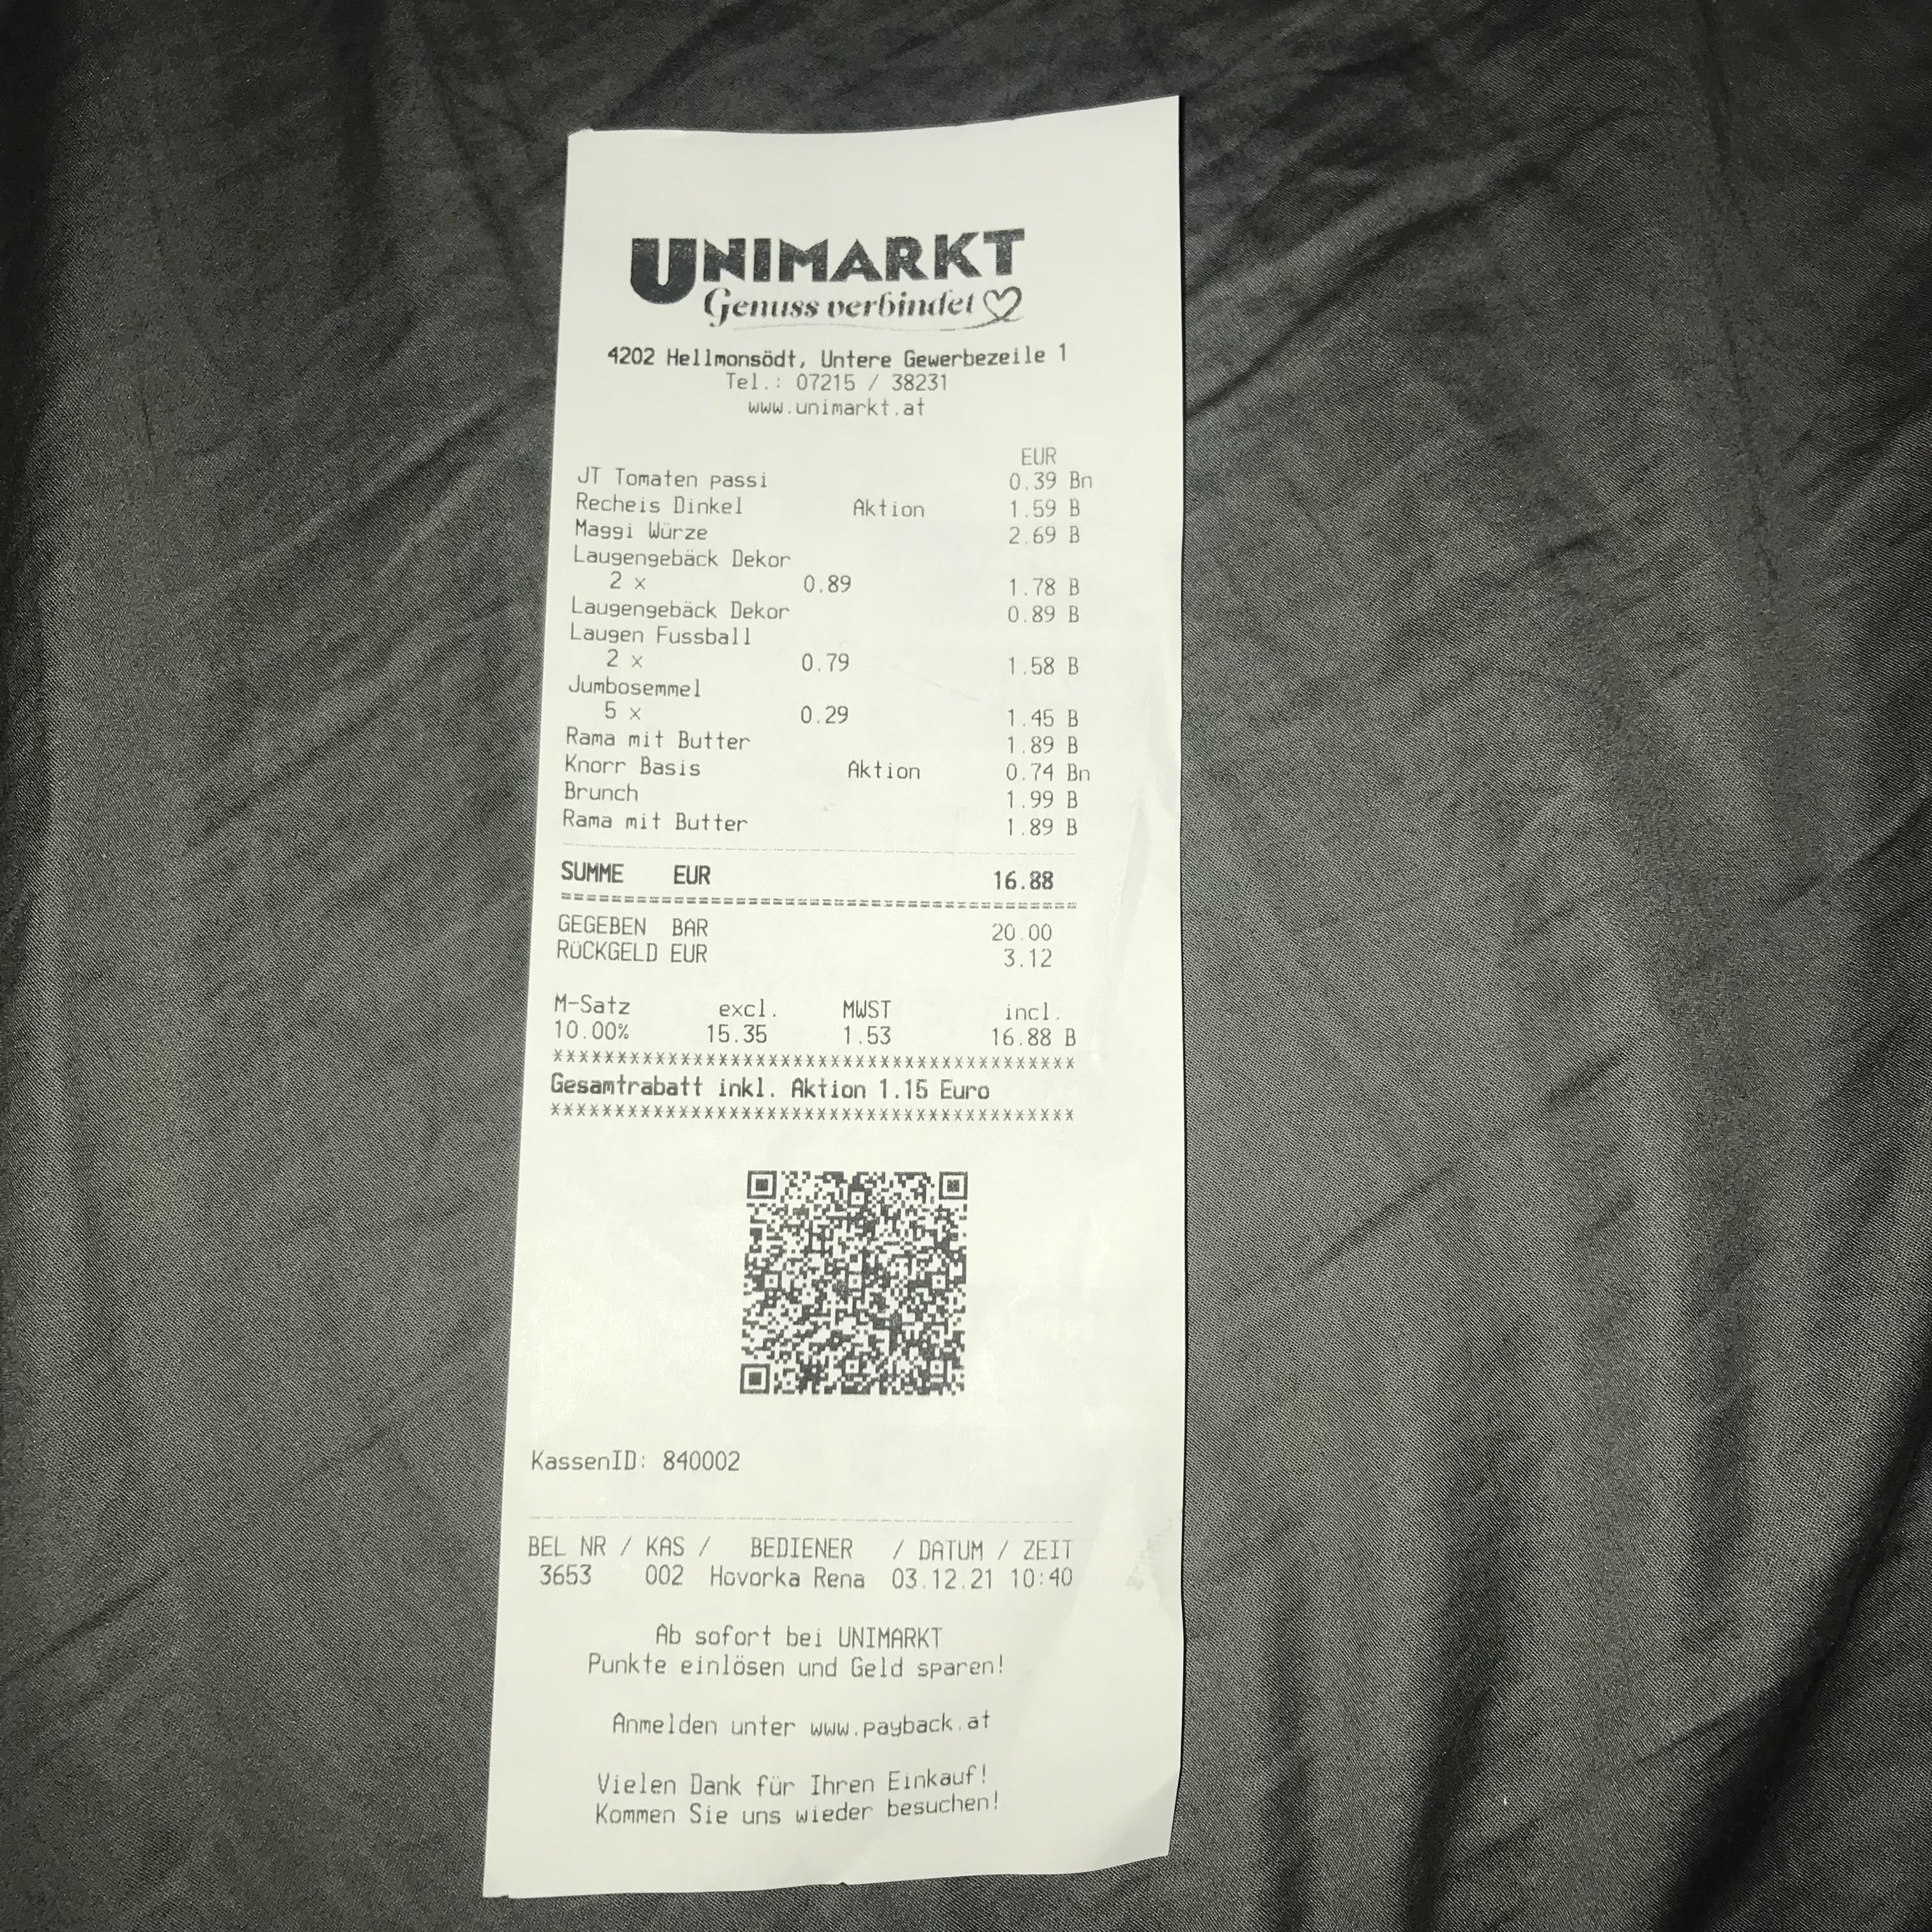 UNIMARKT
Genuss verbindet
4202 Hellmonsödt, Untere Gewerbezeile 1
Tel.: 07215 / 38231
www.unimarkt.at
EUR
JT Tomaten passi 0.39 Bn
Recheis Dinkel Aktion 1.59 B
Maggi Würze 2.69 B
Laugengebäck Dekor
2 x 0.89 1.78 B
Laugengebäck Dekor 0.89 B
Laugen Fussball
2 x 0.79 1.58 B
Jumbosemmel
5 x 0.29 1.45 B
Rama mit Butter 1.89 B
Knorr Basis Aktion 0.74 Bn
Brunch 1.99 B
Rama mit Butter 1.89 B
SUMME EUR 16.88
=========================================
GEGEBEN BAR 20.00
RÜCKGELD EUR 3.12
M-Satz excl. MWST incl.
10.00% 15.35 1.53 16.88 B
*****************************************
Gesamtrabatt inkl. Aktion 1.15 Euro
*****************************************
KassenID: 840002
BEL NR / KAS / BEDIENER / DATUM / ZEIT
3653 002 Hovorka Rena 03.12.21 10:40
Ab sofort bei UNIMARKT
Punkte einlösen und Geld sparen!
Anmelden unter www.payback.at
Vielen Dank für Ihren Einkauf!
Kommen Sie uns wieder besuchen!